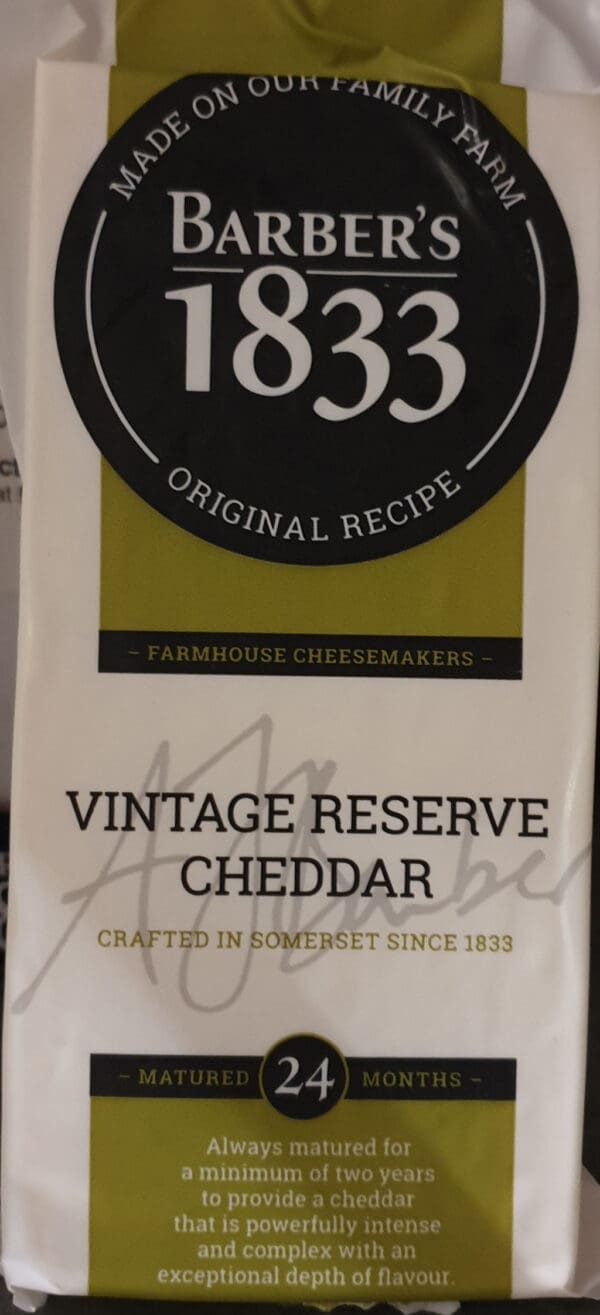 MADE ON OUR FAMILY FARM
BARBER'S
1833
ORIGINAL RECIPE
– FARMHOUSE CHEESEMAKERS –
A J Barber
VINTAGE RESERVE
CHEDDAR
CRAFTED IN SOMERSET SINCE 1833
– MATURED 24 MONTHS –
Always matured for
a minimum of two years
to provide a cheddar
that is powerfully intense
and complex with an
exceptional depth of flavour.